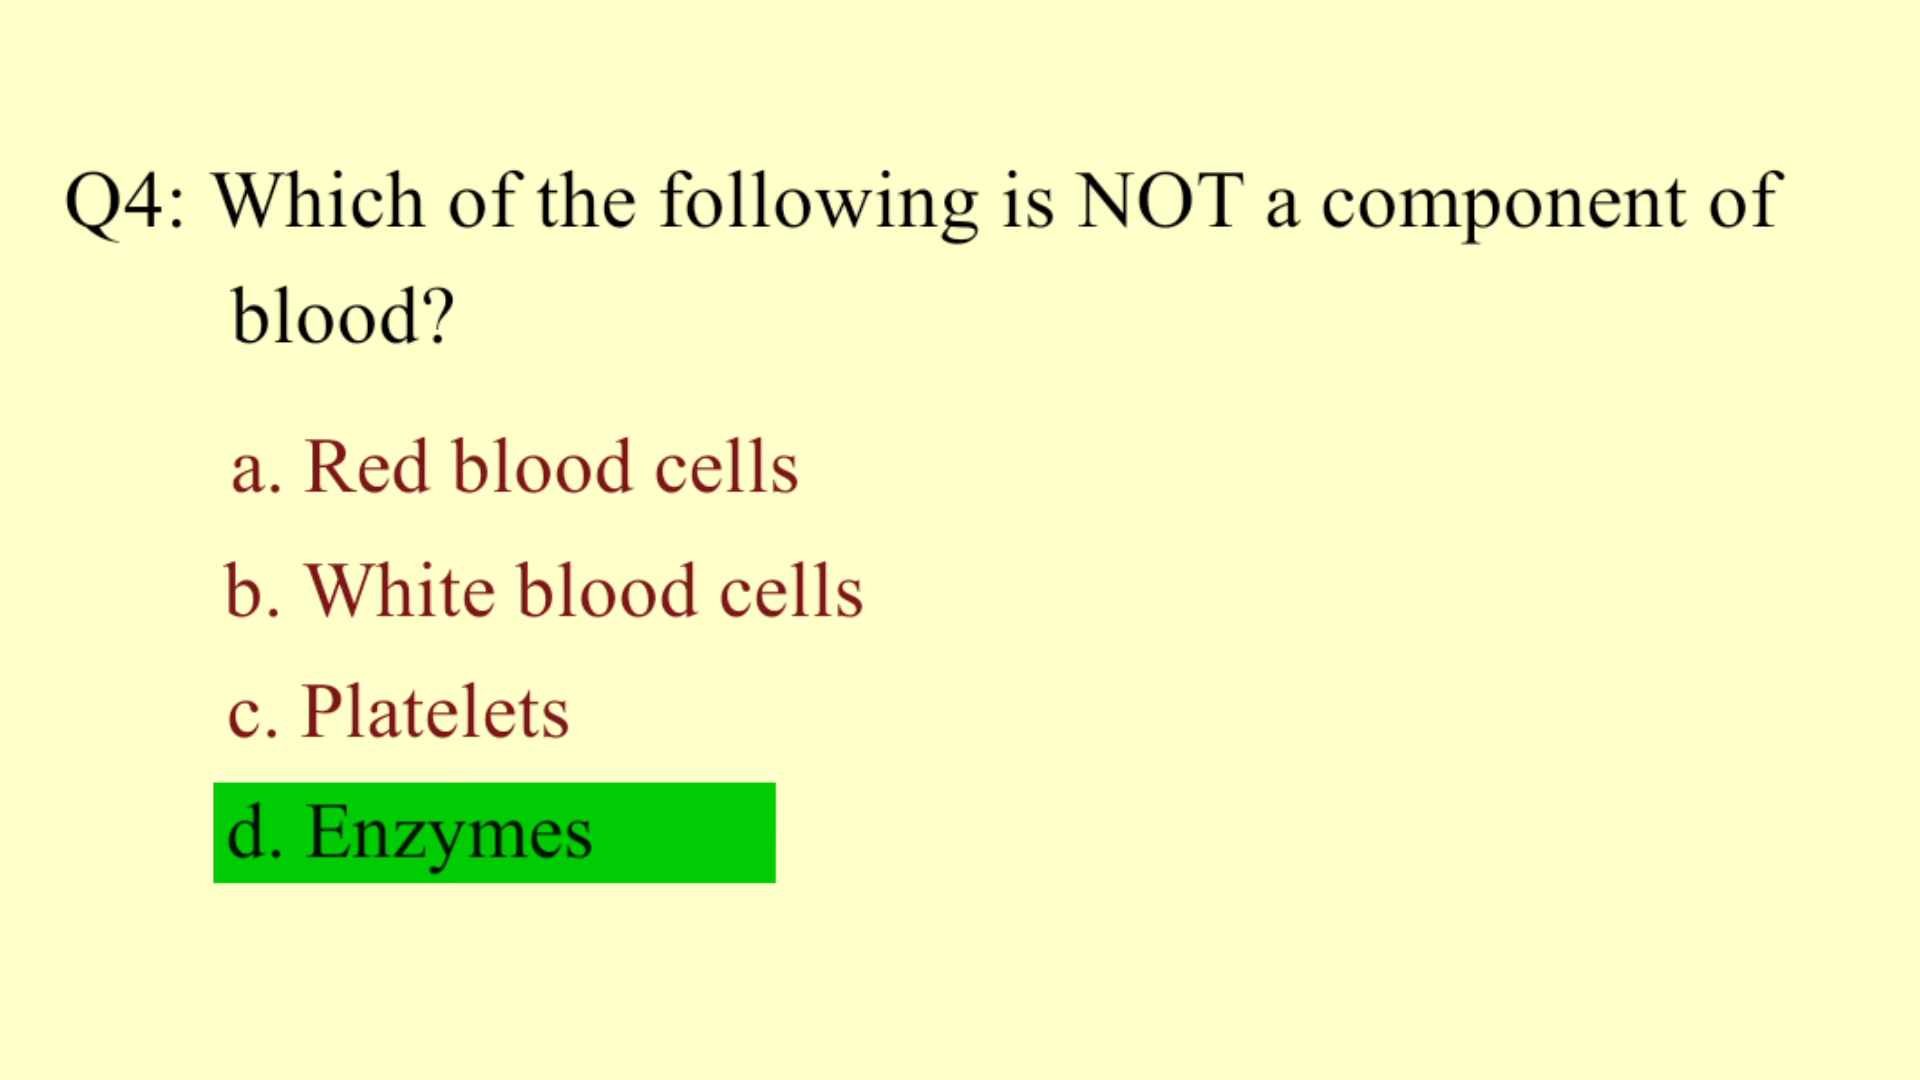 Q4: Which of the following is NOT a component of
blood?
a. Red blood cells
b. White blood cells
c. Platelets
d. Enzymes